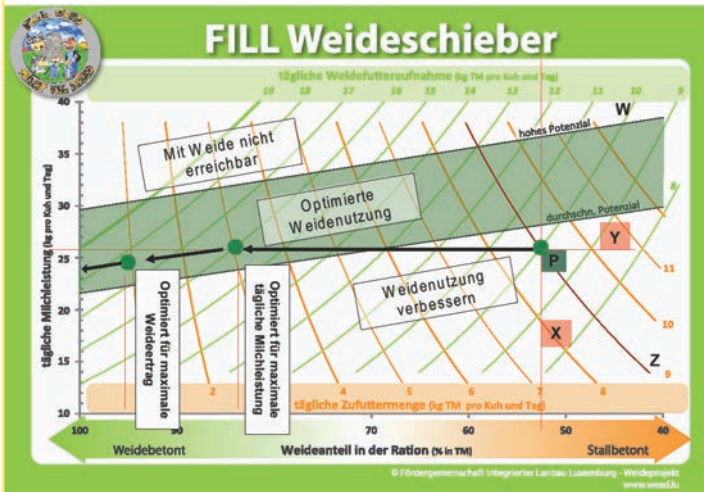 FILL Weideschieber
tägliche Weidefutteraufnahme (kg TM pro Kuh und Tag)
20 19 18 17 16 15 14 13 12 11 10 9
W
hohes Potenzial
Mit Weide nicht
erreichbar
Optimierte
Weidenutzung
8
durchschn. Potenzial
Y
P
Weidenutzung
verbessern
X
Z
11
10
9
tägliche Milchleistung (kg pro Kuh und Tag)
40
35
30
25
20
15
10
Optimiert für maximale
Weideertrag
Optimiert für maximale
tägliche Milchleistung
2 4 5 6 7 8
tägliche Zufuttermenge (kg TM pro Kuh und Tag)
100 90 70 60 50 40
Weidebetont
Weideanteil in der Ration (% in TM)
Stallbetont
© Fördergemeinschaft Integrierter Lanbau Luxemburg - Weideprojekt
www.weed.lu